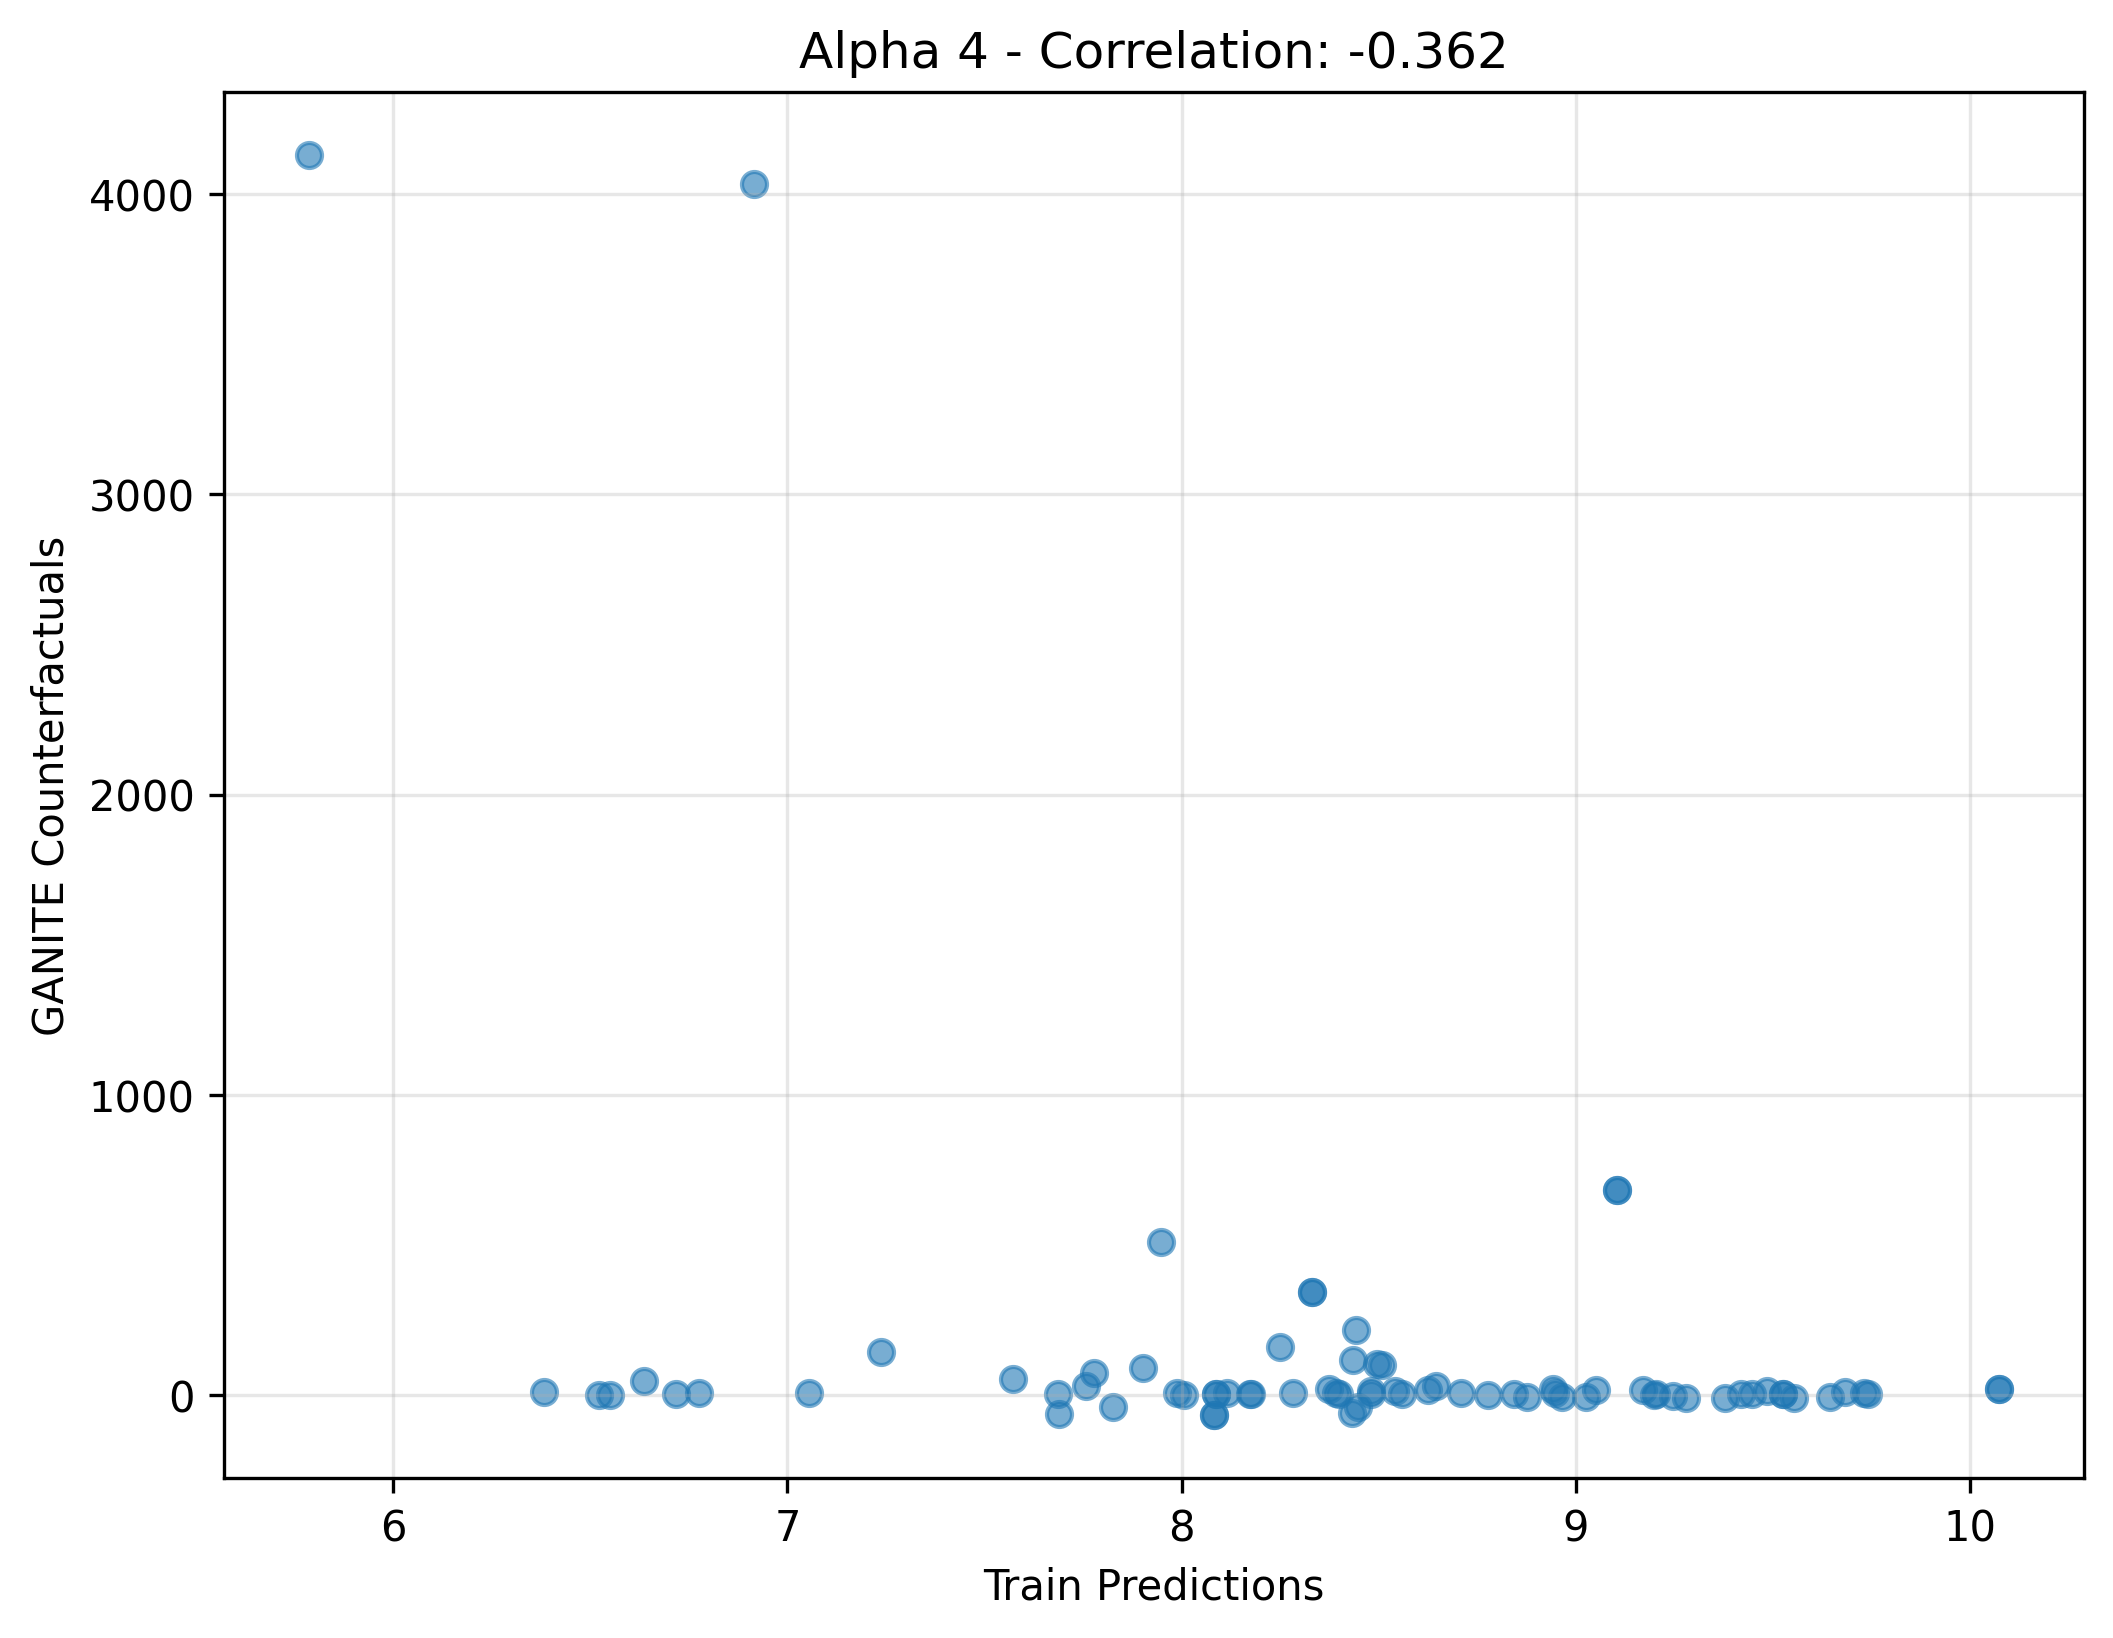 Alpha 4 - Correlation: -0.362
4000
3000
2000
1000
0
GANITE Counterfactuals
6 7 8 9 10
Train Predictions